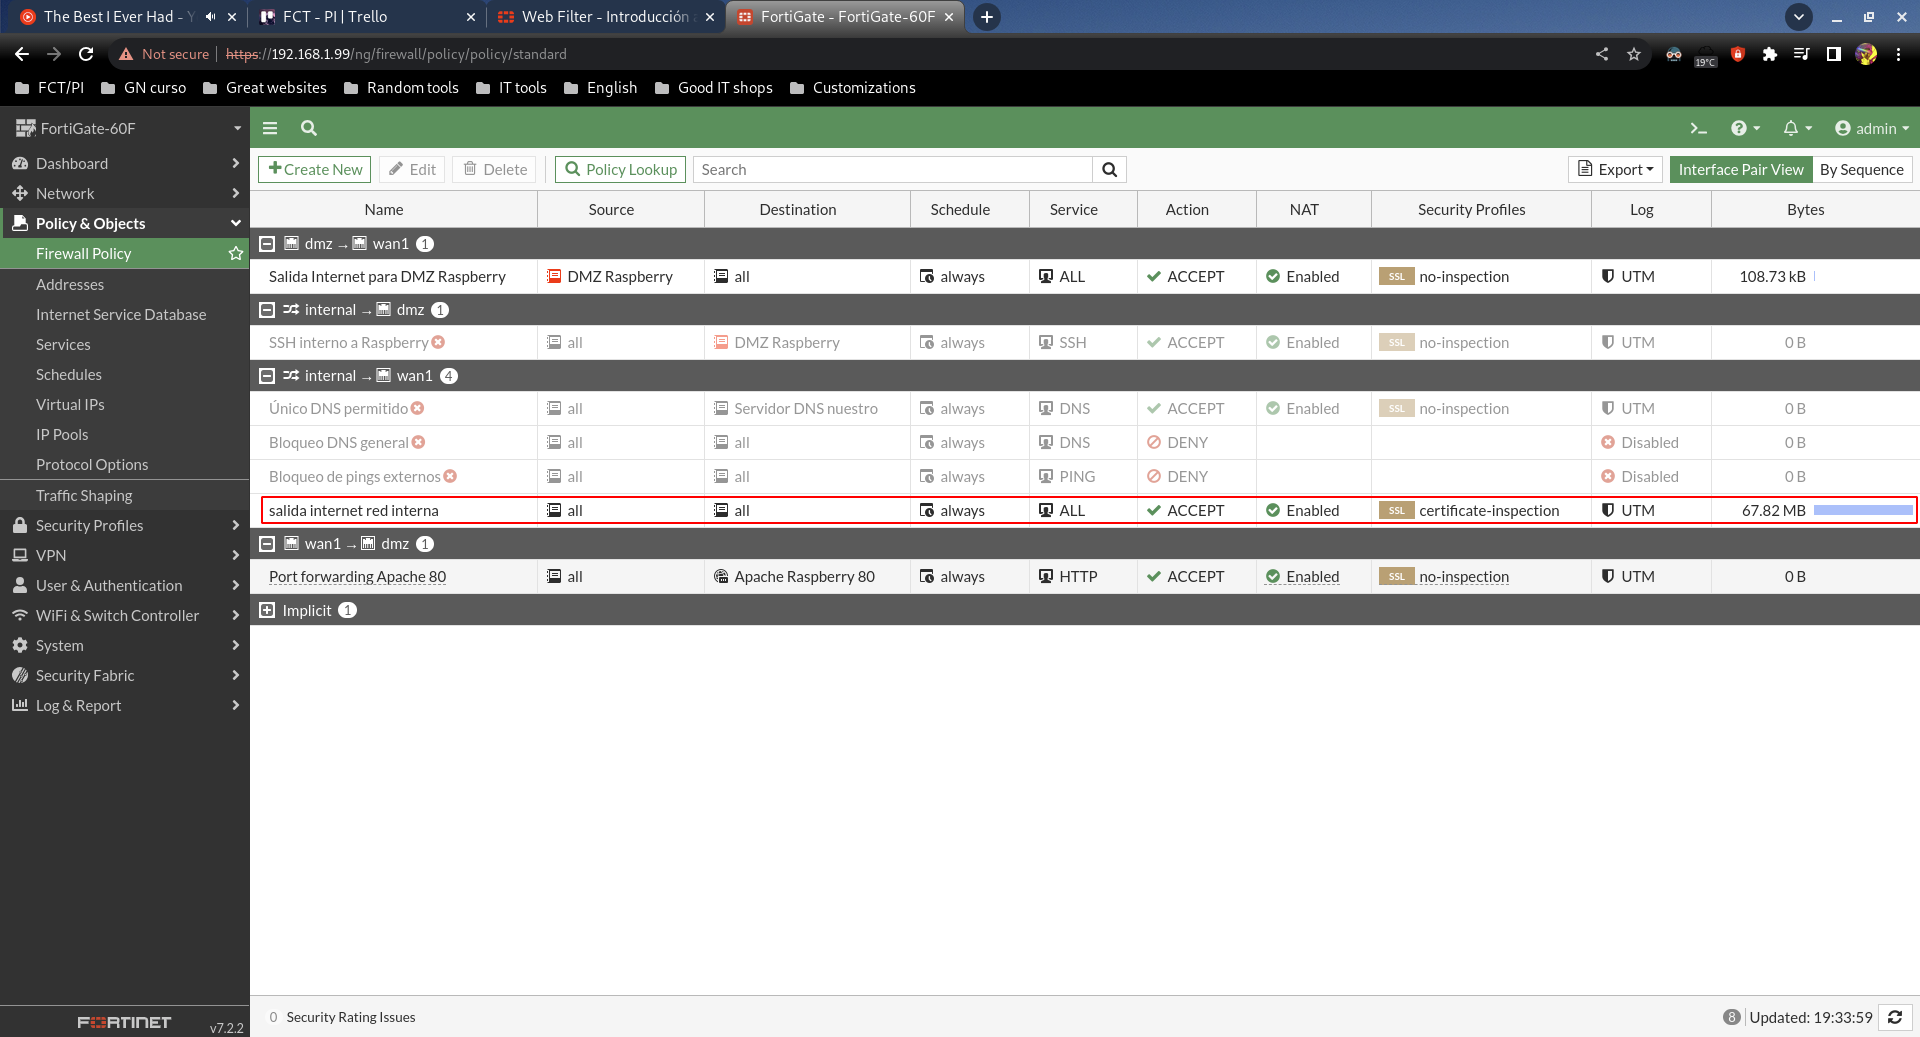 The Best I Ever Had - Y
FCT - PI | Trello
Web Filter - Introducción a
FortiGate - FortiGate-60F
Not secure https://192.168.1.99/ng/firewall/policy/policy/standard 19°C
FCT/PI GN curso Great websites Random tools IT tools English Good IT shops Customizations
FortiGate-60F
Dashboard
Network
Policy & Objects
Firewall Policy
Addresses
Internet Service Database
Services
Schedules
Virtual IPs
IP Pools
Protocol Options
Traffic Shaping
Security Profiles
VPN
User & Authentication
WiFi & Switch Controller
System
Security Fabric
Log & Report
FORTINET v7.2.2
admin
Create New Edit Delete Policy Lookup Search Export Interface Pair View By Sequence
Name Source Destination Schedule Service Action NAT Security Profiles Log Bytes
dmz → wan1 1
Salida Internet para DMZ Raspberry DMZ Raspberry all always ALL ACCEPT Enabled SSL no-inspection UTM 108.73 kB
internal → dmz 1
SSH interno a Raspberry all DMZ Raspberry always SSH ACCEPT Enabled SSL no-inspection UTM 0 B
internal → wan1 4
Único DNS permitido all Servidor DNS nuestro always DNS ACCEPT Enabled SSL no-inspection UTM 0 B
Bloqueo DNS general all all always DNS DENY Disabled 0 B
Bloqueo de pings externos all all always PING DENY Disabled 0 B
salida internet red interna all all always ALL ACCEPT Enabled SSL certificate-inspection UTM 67.82 MB
wan1 → dmz 1
Port forwarding Apache 80 all Apache Raspberry 80 always HTTP ACCEPT Enabled SSL no-inspection UTM 0 B
Implicit 1
0 Security Rating Issues
8 Updated: 19:33:59